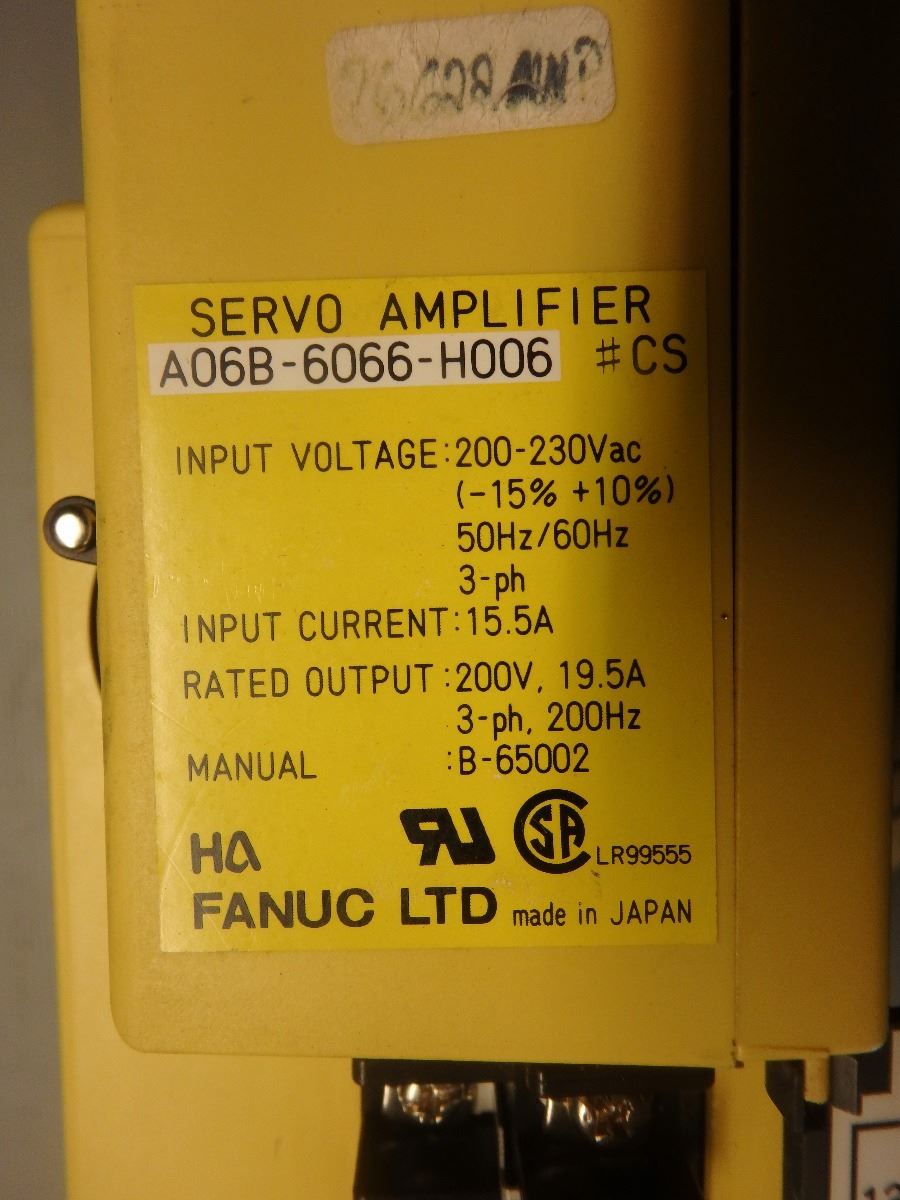 SERVO AMPLIFIER
A06B-6066-H006 #CS
INPUT VOLTAGE:200-230Vac
(-15% +10%)
50Hz/60Hz
3-ph
INPUT CURRENT:15.5A
RATED OUTPUT:200V, 19.5A
3-ph, 200Hz
MANUAL :B-65002
SA LR99555
FANUC LTD made in JAPAN